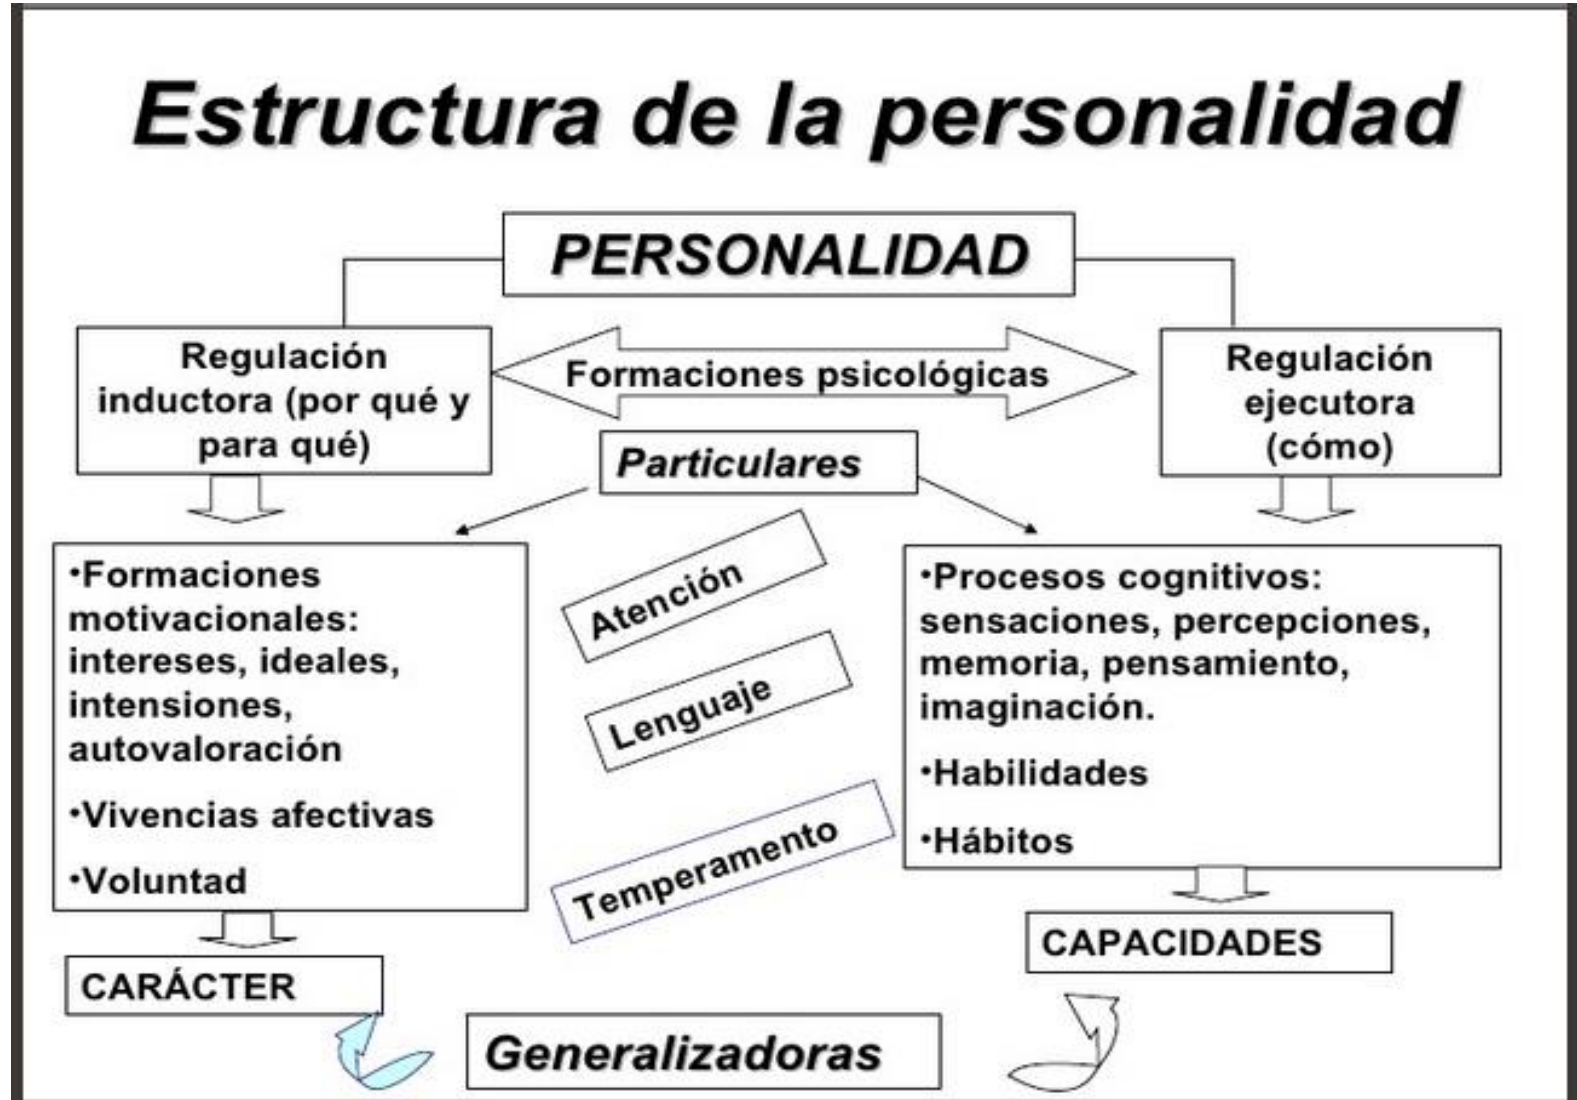 Estructura de la personalidad
PERSONALIDAD
Regulación
inductora (por qué y
para qué)
Formaciones psicológicas
Regulación
ejecutora
(cómo)
Particulares
•Formaciones
motivacionales:
intereses, ideales,
intensiones,
autovaloración
•Vivencias afectivas
•Voluntad
Atención
Lenguaje
Temperamento
•Procesos cognitivos:
sensaciones, percepciones,
memoria, pensamiento,
imaginación.
•Habilidades
•Hábitos
CARÁCTER
CAPACIDADES
Generalizadoras